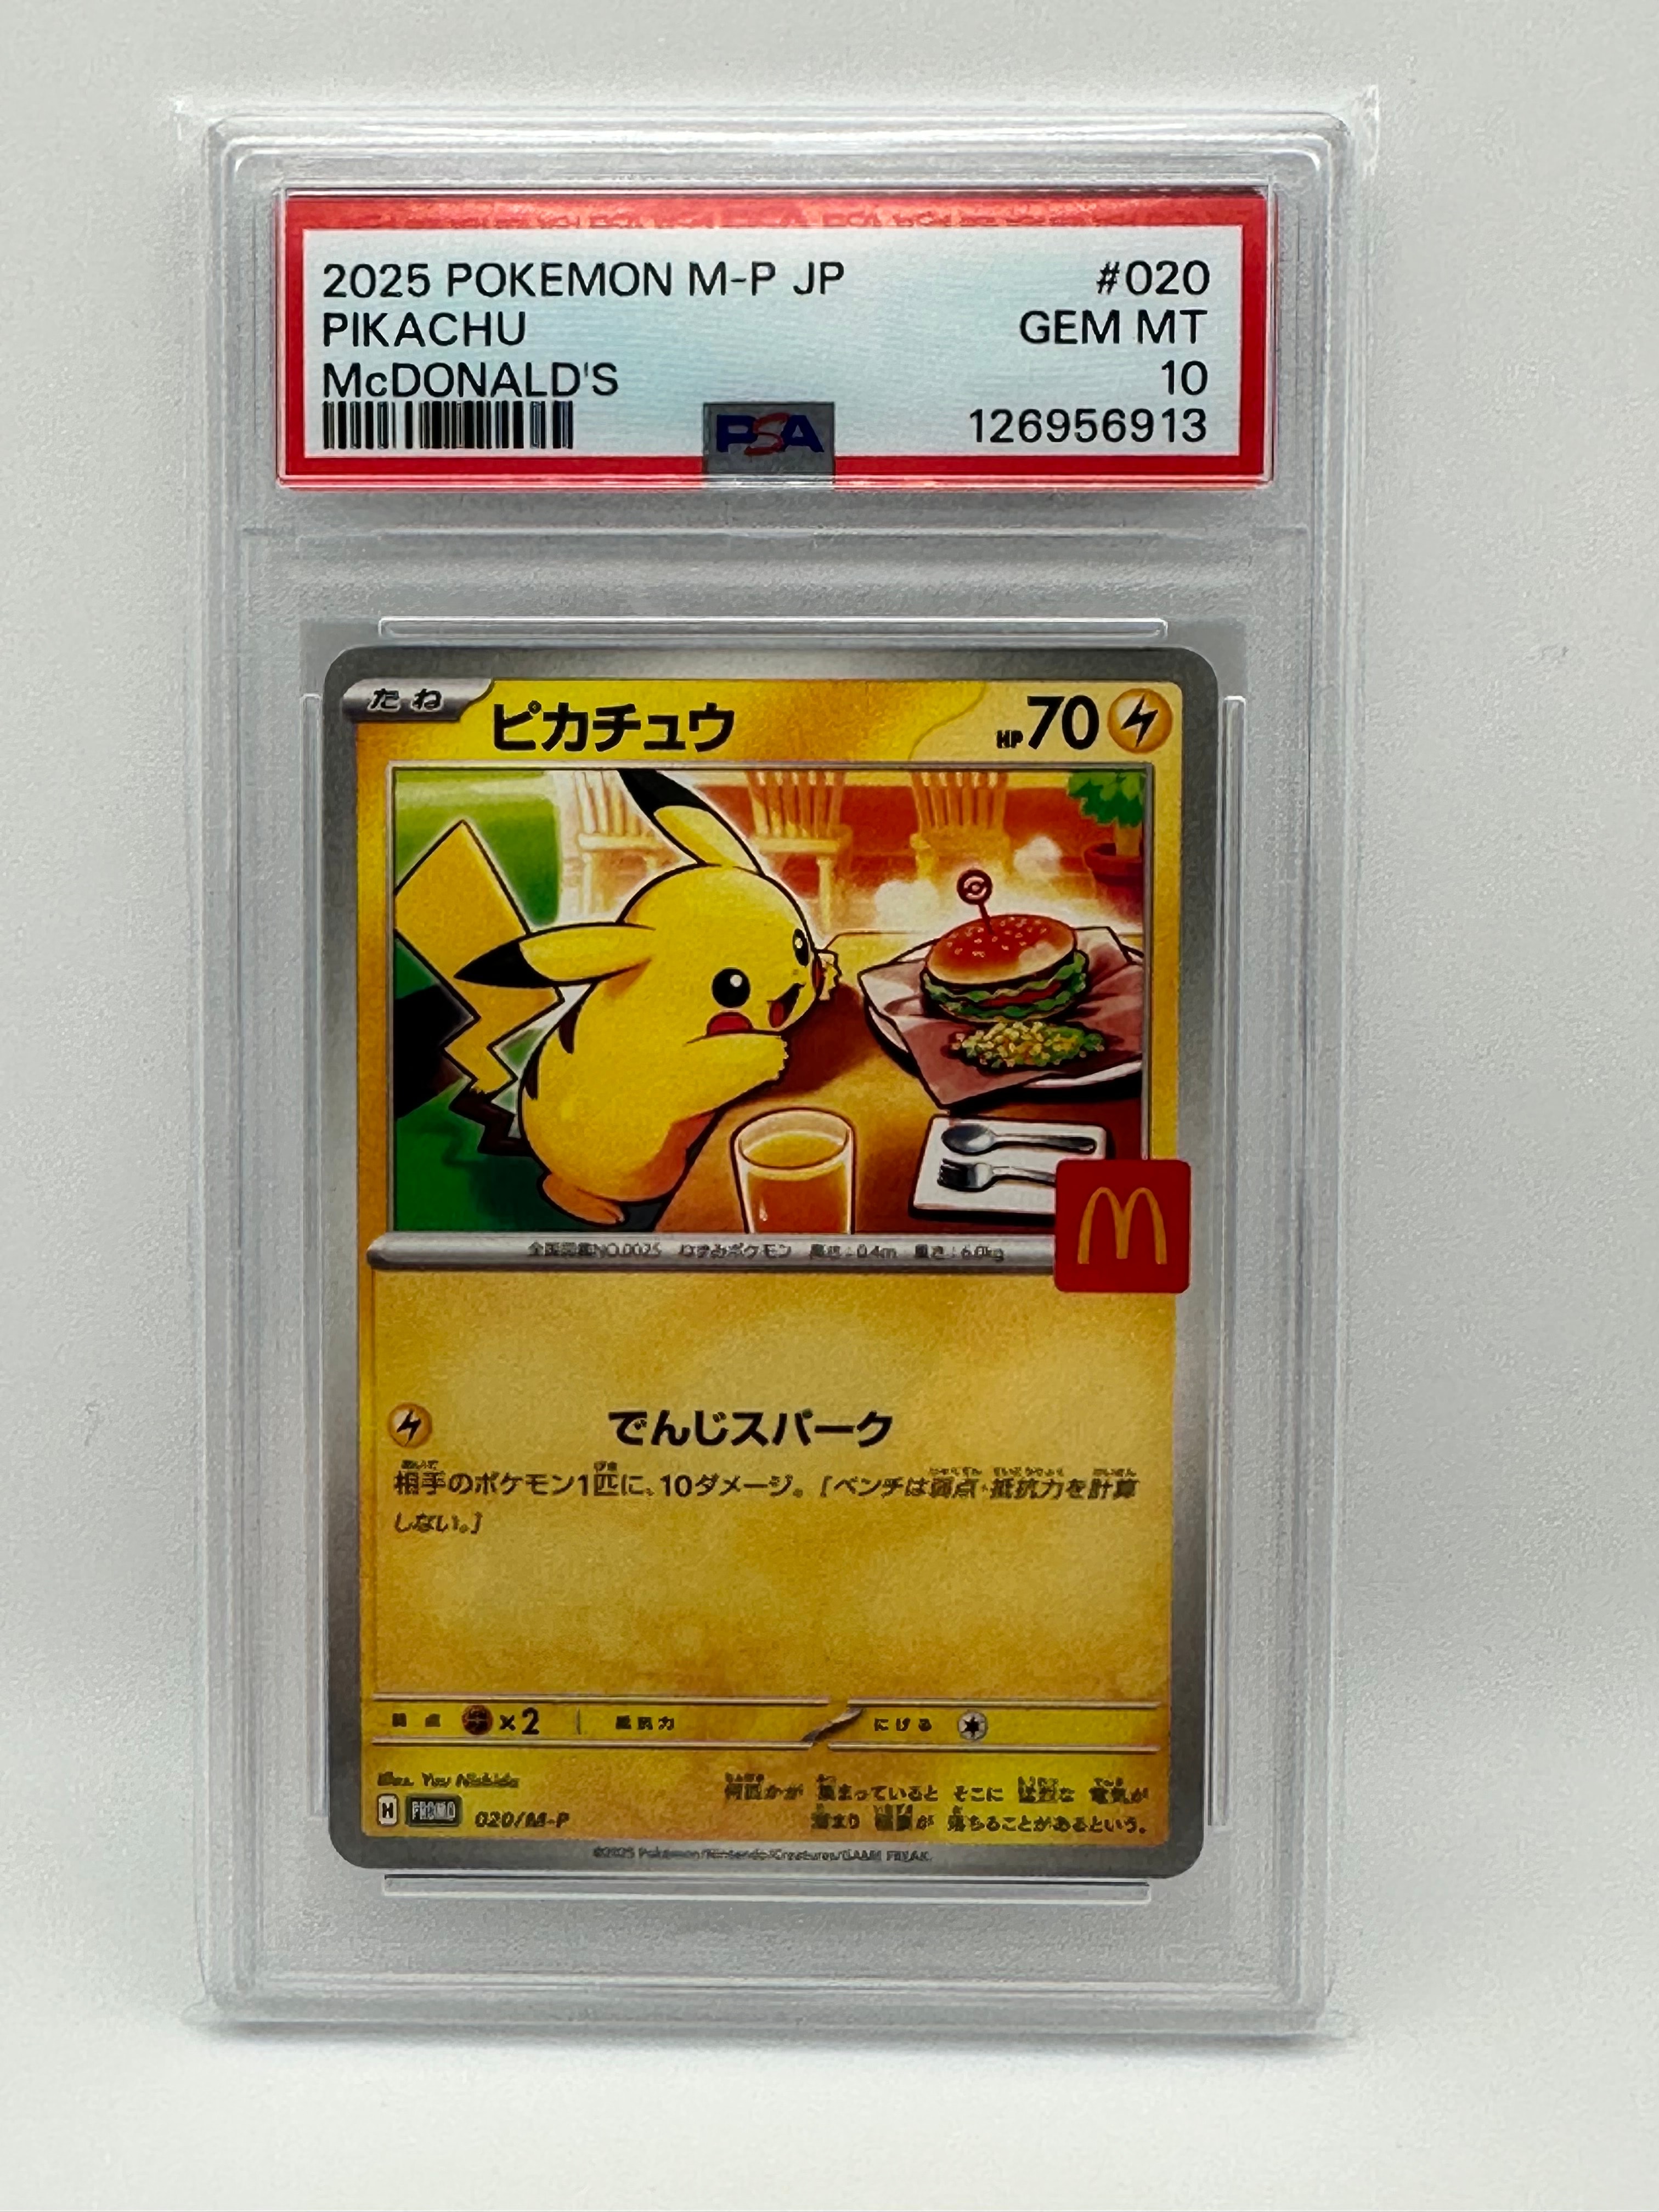 2025 POKEMON M-P JP #020
PIKACHU GEM MT
McDONALD'S 10
PSA 126956913
たね ピカチュウ HP70
全国図鑑NO.0025 ねずみポケモン 高さ:0.4m 重さ:6.0kg
M
でんじスパーク
相手のポケモン1匹に、10ダメージ。[ベンチは弱点・抵抗力を計算
しない。]
弱点 ×2 抵抗力 にげる
Illus. Yuu Nishida
何匹かが 集まっていると そこに 猛烈な 電気が
H PROMO 020/M-P
溜まり 稲妻が 落ちることがあるという。
©2025 Pokémon/Nintendo/Creatures/GAME FREAK.